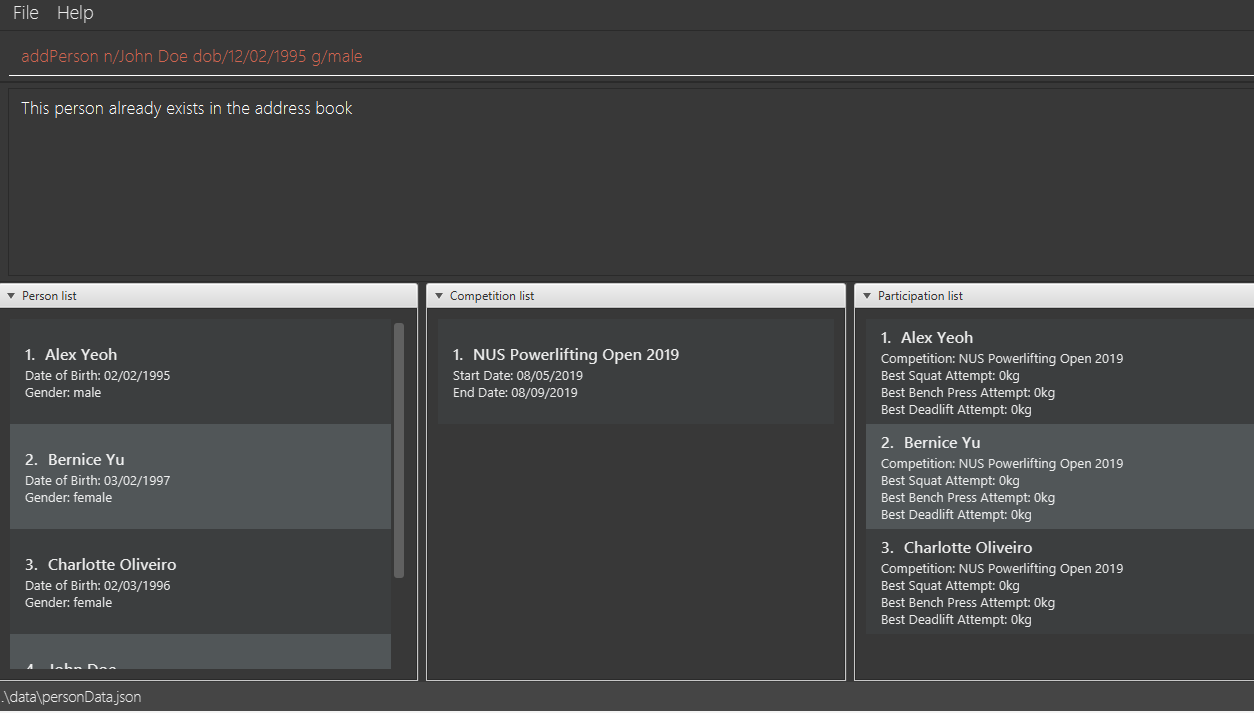 File Help
addPerson n/John Doe dob/12/02/1995 g/male
This person already exists in the address book
Person list
1. Alex Yeoh
Date of Birth: 02/02/1995
Gender: male
2. Bernice Yu
Date of Birth: 03/02/1997
Gender: female
3. Charlotte Oliveiro
Date of Birth: 02/03/1996
Gender: female
4. John Doe
Competition list
1. NUS Powerlifting Open 2019
Start Date: 08/05/2019
End Date: 08/09/2019
Participation list
1. Alex Yeoh
Competition: NUS Powerlifting Open 2019
Best Squat Attempt: 0kg
Best Bench Press Attempt: 0kg
Best Deadlift Attempt: 0kg
2. Bernice Yu
Competition: NUS Powerlifting Open 2019
Best Squat Attempt: 0kg
Best Bench Press Attempt: 0kg
Best Deadlift Attempt: 0kg
3. Charlotte Oliveiro
Competition: NUS Powerlifting Open 2019
Best Squat Attempt: 0kg
Best Bench Press Attempt: 0kg
Best Deadlift Attempt: 0kg
.\data\personData.json